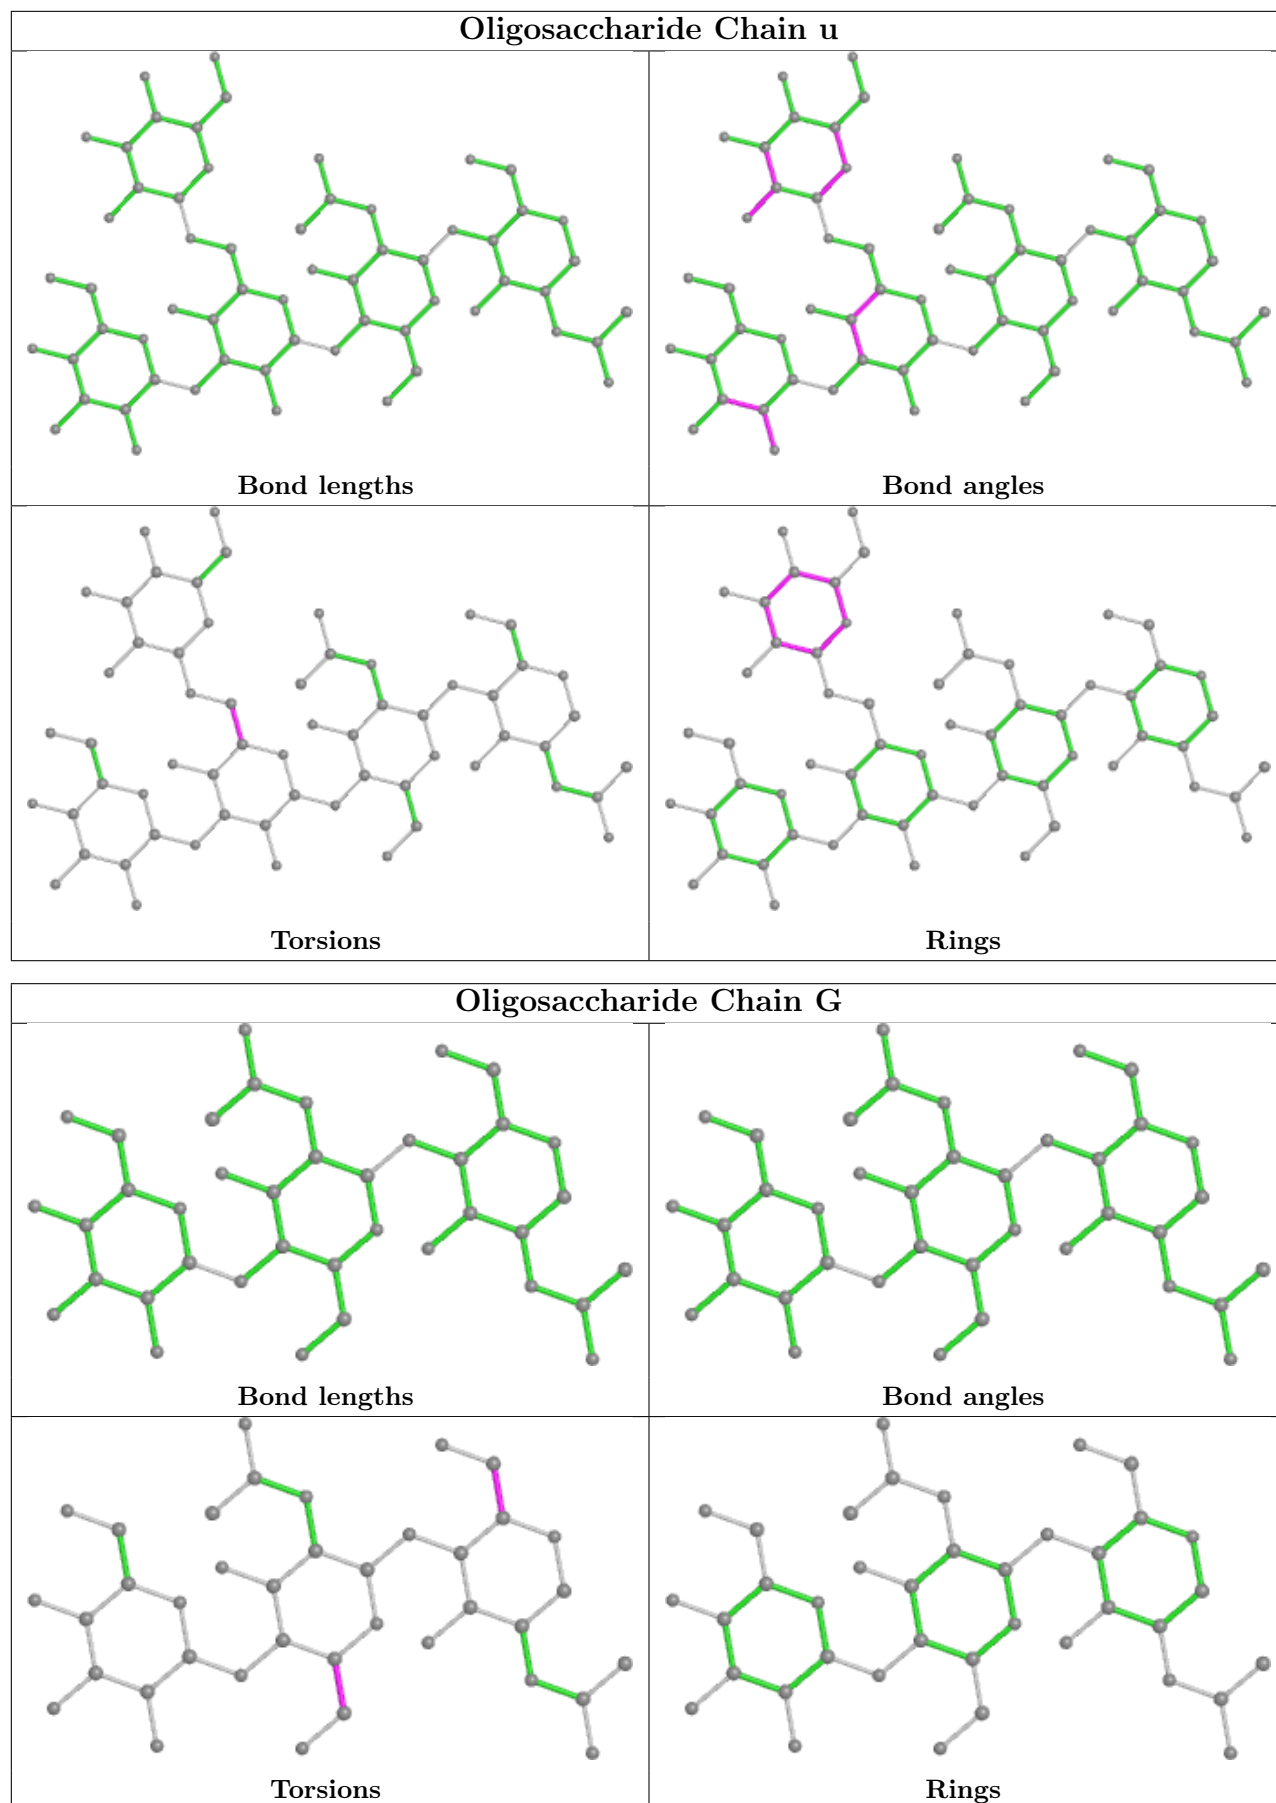 Oligosaccharide Chain u
Bond lengths
Bond angles
Torsions
Rings
Oligosaccharide Chain G
Bond lengths
Bond angles
Torsions
Rings